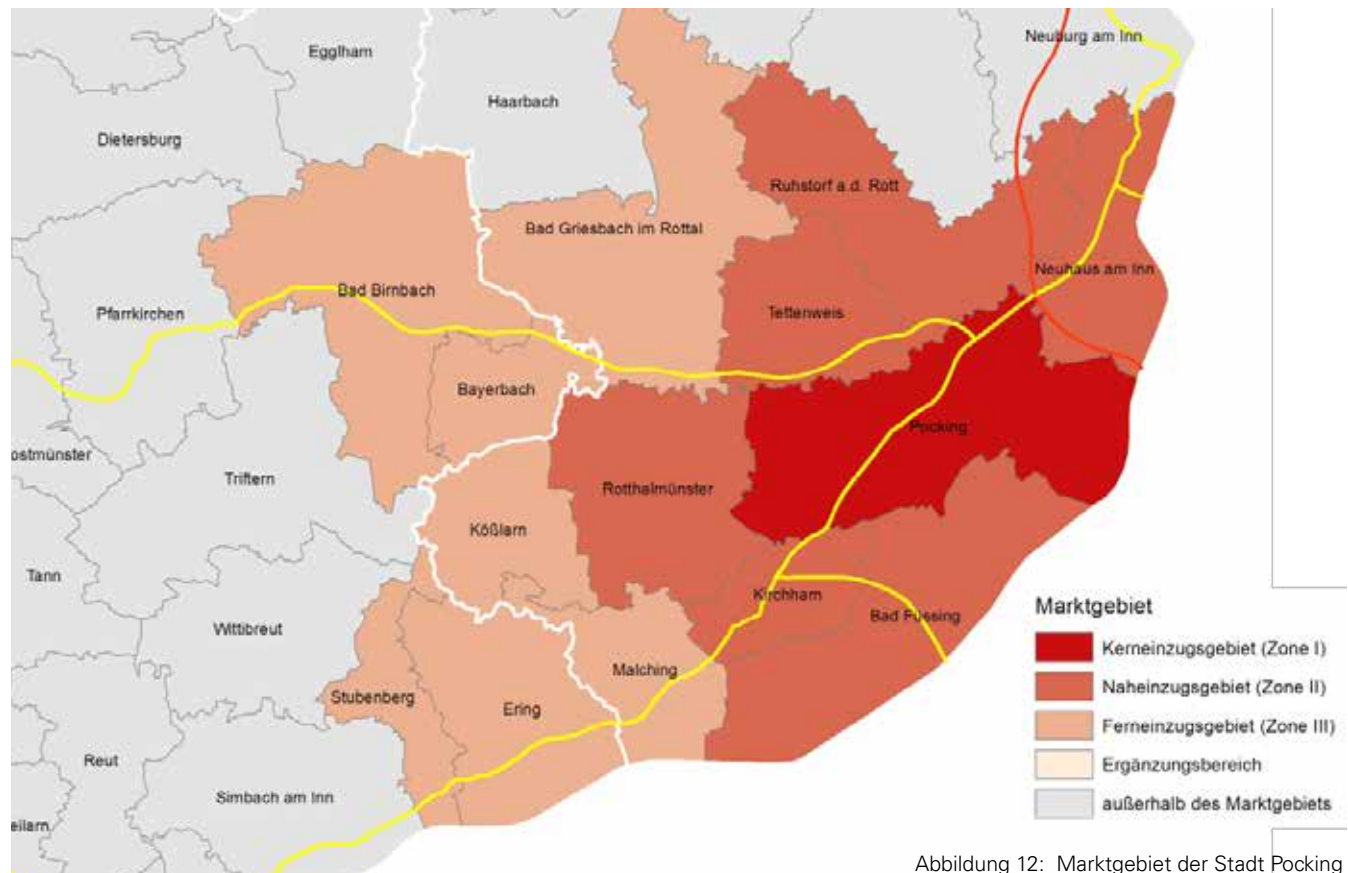 Neuburg am Inn
Egglham
Haarbach
Dietersburg
Ruhstorf a.d. Rott
Bad Griesbach im Rottal
Neuhaus am Inn
Bad Birnbach
Pfarrkirchen
Tettenweis
Bayerbach
Pocking
ostmünster
Triftern
Rotthalmünster
Kößlarn
Tann
Kirchham
Bad Füssing
Wittibreut
Malching
Stubenberg
Ering
Reut
Simbach am Inn
eilarn
Marktgebiet
Kerneinzugsgebiet (Zone I)
Naheinzugsgebiet (Zone II)
Ferneinzugsgebiet (Zone III)
Ergänzungsbereich
außerhalb des Marktgebiets
Abbildung 12: Marktgebiet der Stadt Pocking